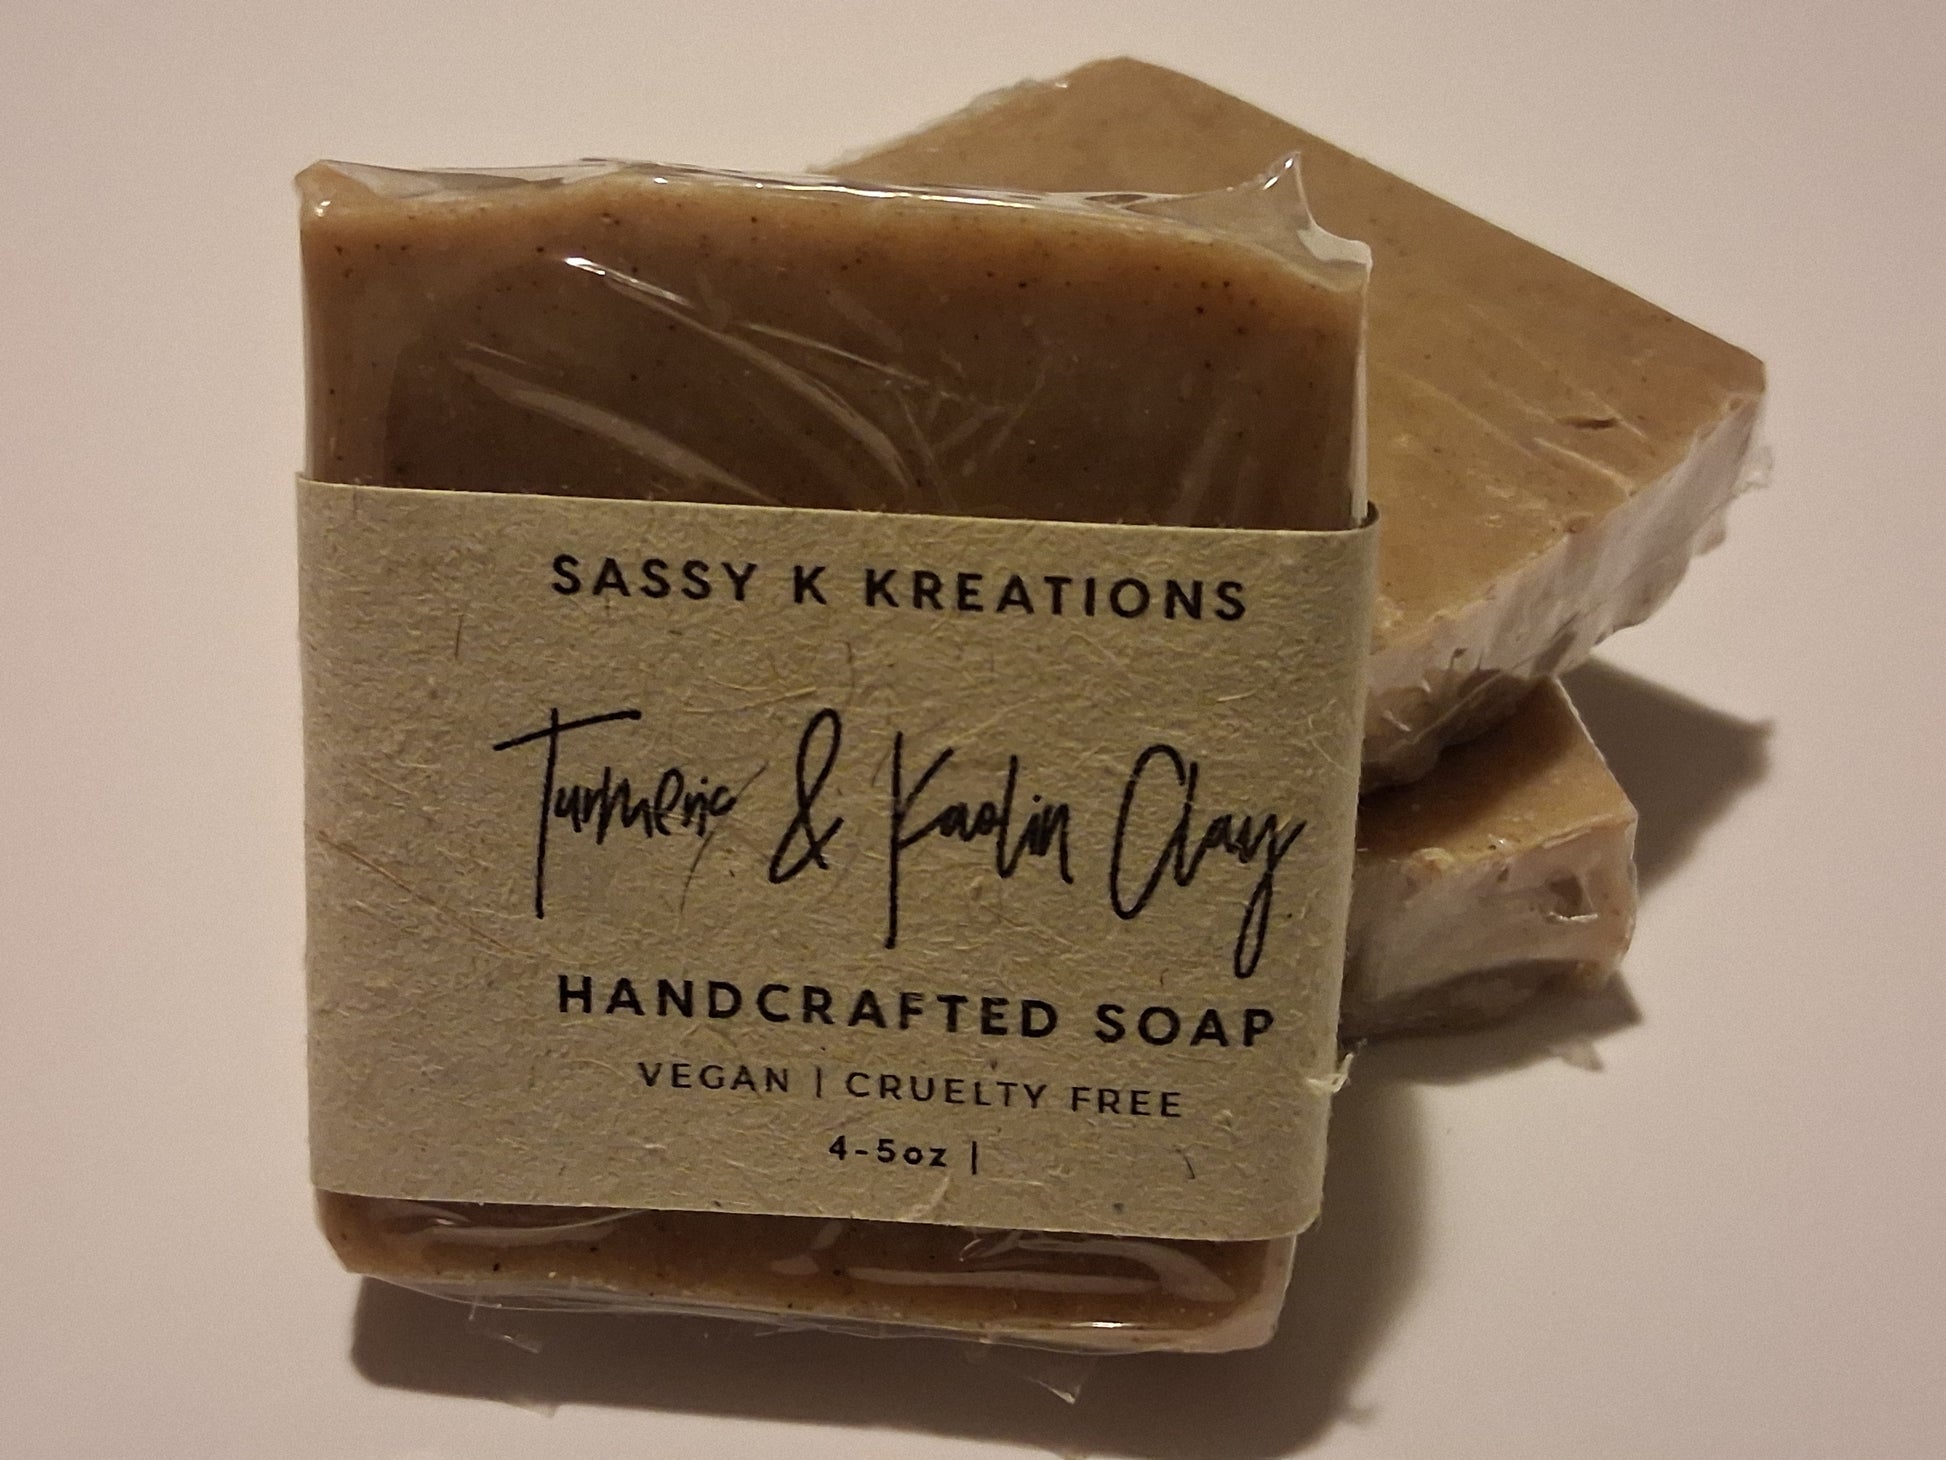 SASSY K KREATIONS
Turmeric & Kaolin Clay
HANDCRAFTED SOAP
VEGAN | CRUELTY FREE
4-5oz |